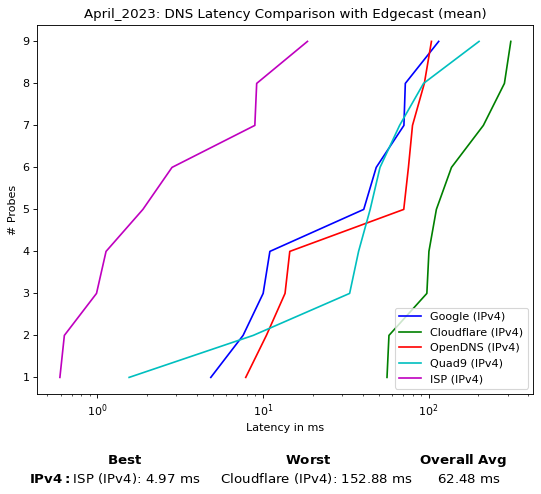 April_2023: DNS Latency Comparison with Edgecast (mean)
# Probes
9
8
7
6
5
4
3
2
1
Google (IPv4)
Cloudflare (IPv4)
OpenDNS (IPv4)
Quad9 (IPv4)
ISP (IPv4)
10⁰ 10¹ 10²
Latency in ms
Best Worst Overall Avg
IPv4: ISP (IPv4): 4.97 ms Cloudflare (IPv4): 152.88 ms 62.48 ms